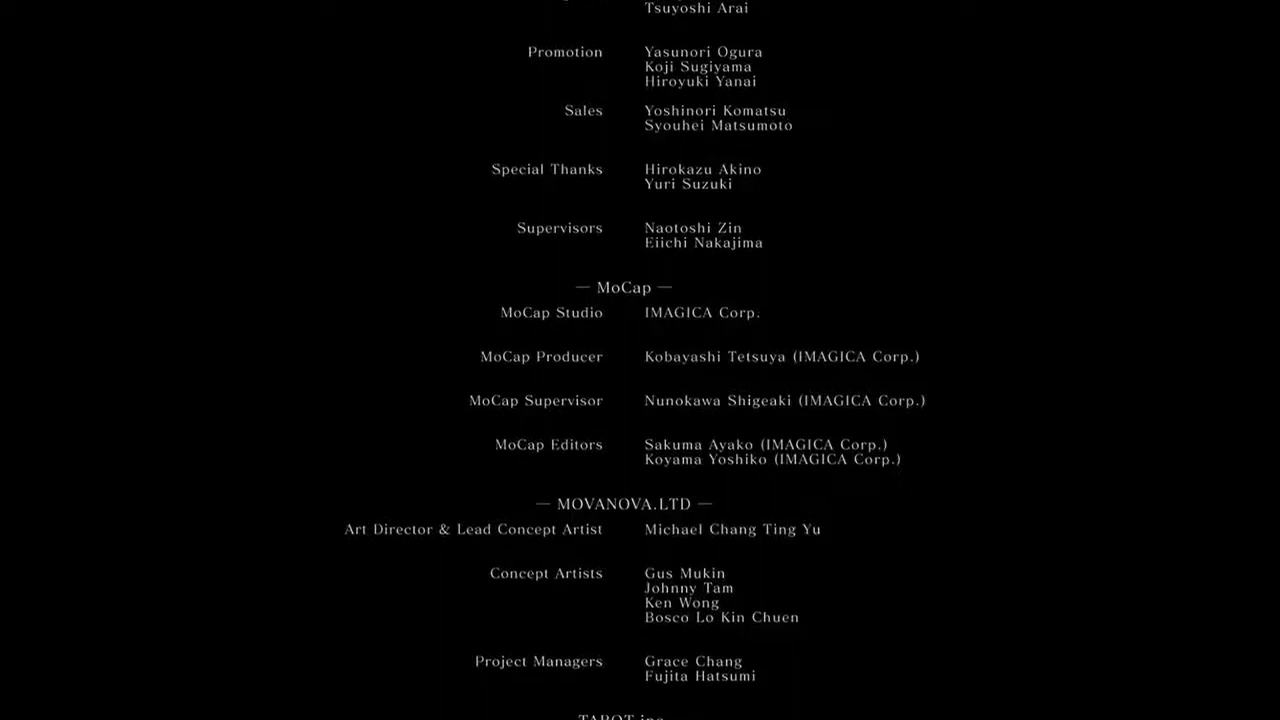 Tsuyoshi Arai
Promotion Yasunori Ogura
Koji Sugiyama
Hiroyuki Yanai
Sales Yoshinori Komatsu
Syouhei Matsumoto
Special Thanks Hirokazu Akino
Yuri Suzuki
Supervisors Naotoshi Zin
Eiichi Nakajima
— MoCap —
MoCap Studio IMAGICA Corp.
MoCap Producer Kobayashi Tetsuya (IMAGICA Corp.)
MoCap Supervisor Nunokawa Shigeaki (IMAGICA Corp.)
MoCap Editors Sakuma Ayako (IMAGICA Corp.)
Koyama Yoshiko (IMAGICA Corp.)
— MOVANOVA.LTD —
Art Director & Lead Concept Artist Michael Chang Ting Yu
Concept Artists Gus Mukin
Johnny Tam
Ken Wong
Bosco Lo Kin Chuen
Project Managers Grace Chang
Fujita Hatsumi
TAROT inc